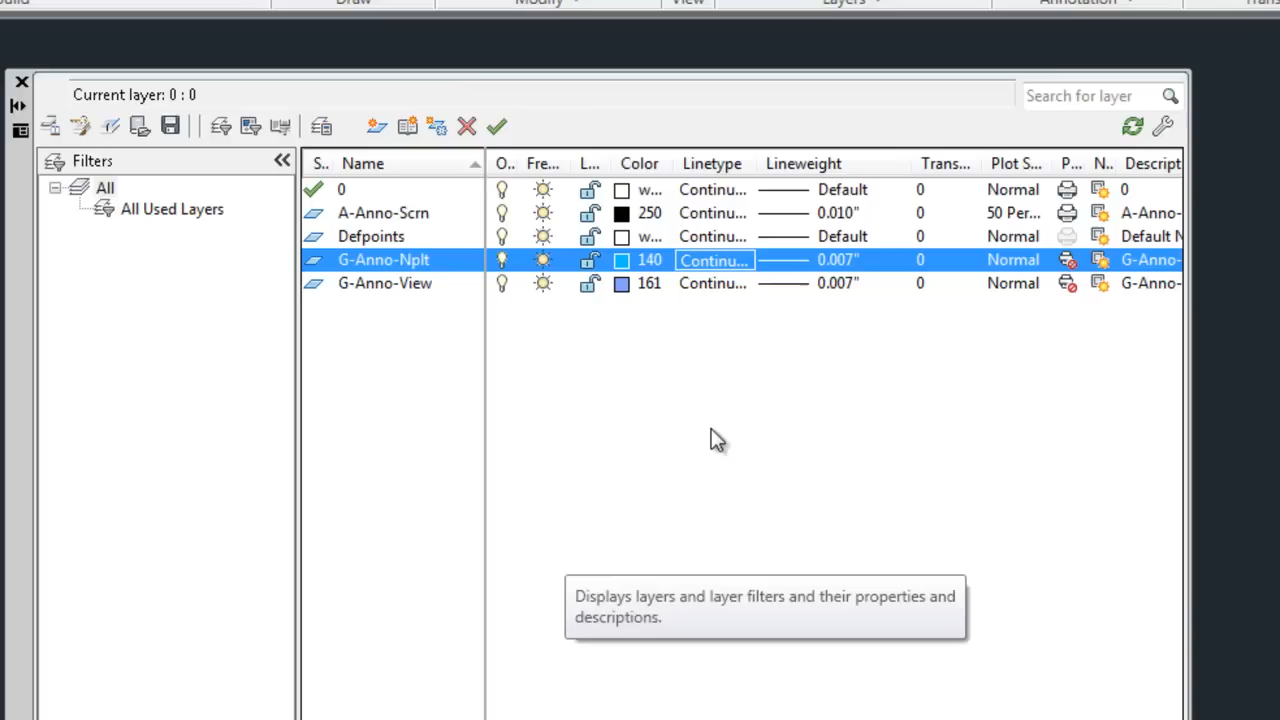 Draw Modify View Layers Annotation
Current layer: 0 : 0
Search for layer
Filters
All
All Used Layers
S.. Name O.. Fre... L... Color Linetype Lineweight Trans... Plot S... P... N.. Descript
0 w... Continu... Default 0 Normal 0
A-Anno-Scrn 250 Continu... 0.010" 0 50 Per... A-Anno-
Defpoints w... Continu... Default 0 Normal Default N
G-Anno-Nplt 140 Continu... 0.007" 0 Normal G-Anno-
G-Anno-View 161 Continu... 0.007" 0 Normal G-Anno-
Displays layers and layer filters and their properties and
descriptions.